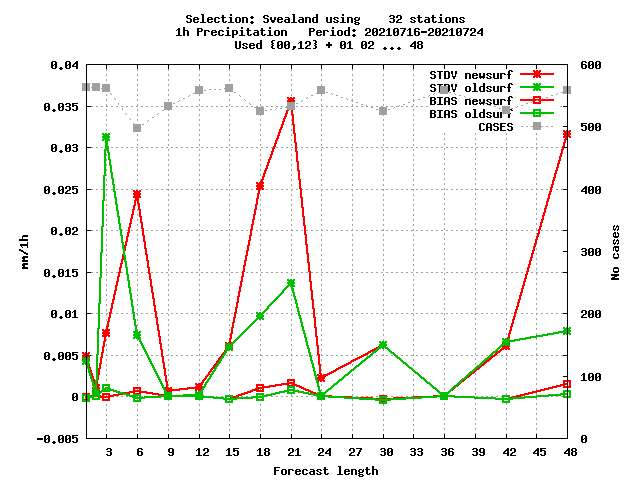 Selection: Svealand using    32 stations
1h Precipitation   Period: 20210716-20210724
Used {00,12} + 01 02 ... 48
0,04
0,035
0,03
0,025
0,02
0,015
0,01
0,005
0
-0,005
mm/1h
600
500
400
300
200
100
0
No cases
STDV newsurf
STDV oldsurf
BIAS newsurf
BIAS oldsurf
CASES
3 6 9 12 15 18 21 24 27 30 33 36 39 42 45 48
Forecast length